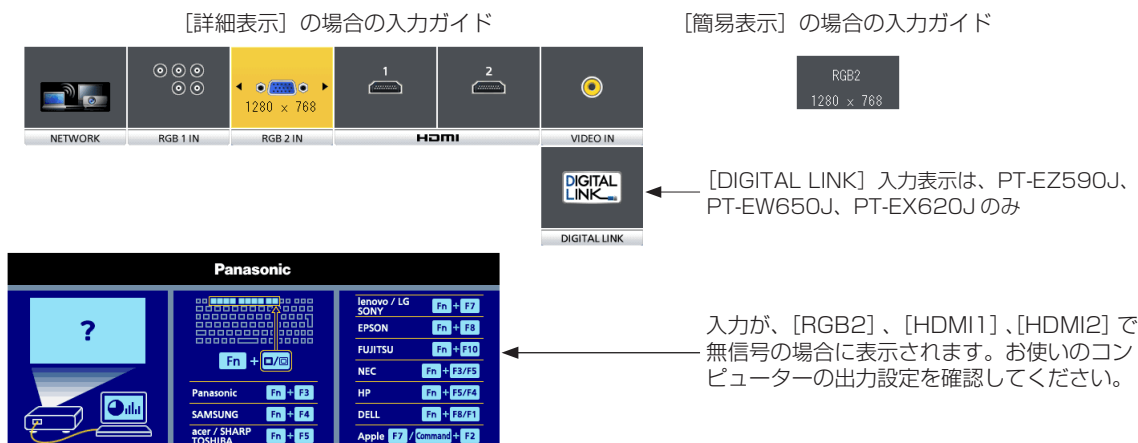 [詳細表示] の場合の入力ガイド
[簡易表示] の場合の入力ガイド
1
2
1280 x 768
NETWORK
RGB 1 IN
RGB 2 IN
HDMI
VIDEO IN
RGB2
1280 x 768
DIGITAL LINK
DIGITAL LINK
[DIGITAL LINK] 入力表示は、PT-EZ590J、
PT-EW650J、PT-EX620J のみ
Panasonic
?
Fn + 
Panasonic Fn + F3
SAMSUNG Fn + F4
acer / SHARP
TOSHIBA Fn + F5
lenovo / LG
SONY Fn + F7
EPSON Fn + F8
FUJITSU Fn + F10
NEC Fn + F3/F5
HP Fn + F5/F4
DELL Fn + F8/F1
Apple F7 / Command + F2
入力が、[RGB2] 、[HDMI1] 、[HDMI2] で
無信号の場合に表示されます。お使いのコン
ピューターの出力設定を確認してください。